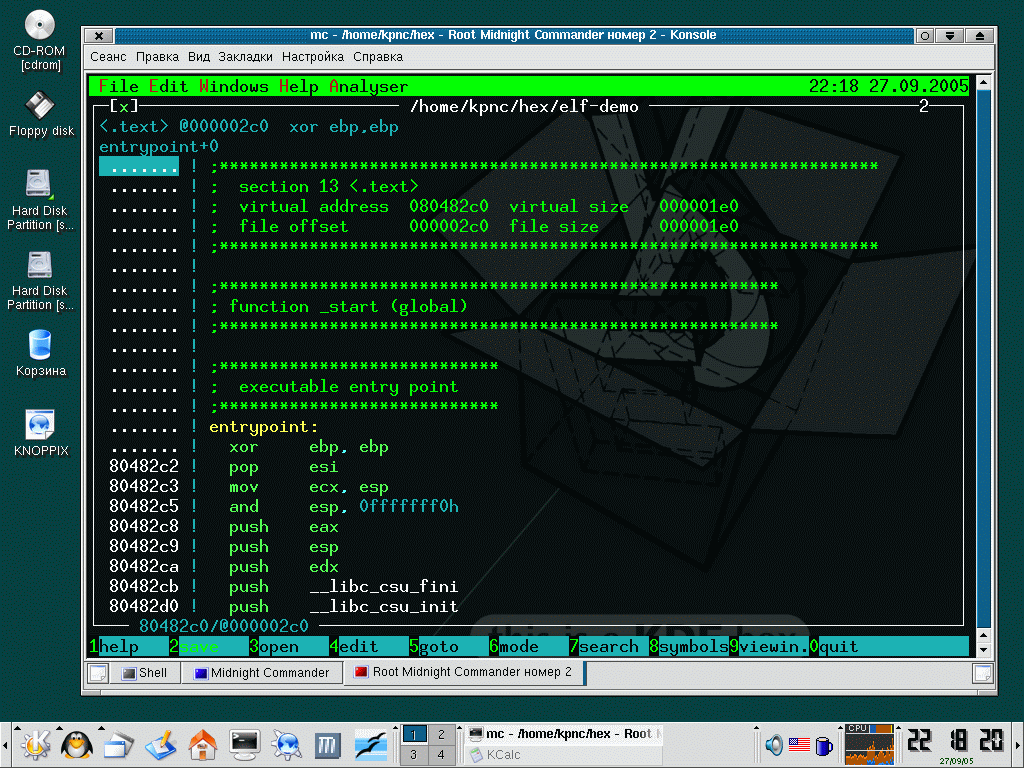 CD-ROM
[cdrom]
Floppy disk
Hard Disk
Partition [s...
Hard Disk
Partition [s...
Корзина
KNOPPIX
mc - /home/kpnc/hex - Root Midnight Commander номер 2 - Konsole
Сеанс Правка Вид Закладки Настройка Справка
File Edit Windows Help Analyser 22:18 27.09.2005
[x] /home/kpnc/hex/elf-demo 2
<.text> @000002c0 xor ebp,ebp
entrypoint+0
....... ! ;******************************************************************
....... ! ; section 13 <.text>
....... ! ; virtual address 080482c0 virtual size 000001e0
....... ! ; file offset 000002c0 file size 000001e0
....... ! ;******************************************************************
....... !
....... ! ;********************************************************
....... ! ; function _start (global)
....... ! ;********************************************************
....... !
....... ! ;****************************
....... ! ; executable entry point
....... ! ;****************************
....... ! entrypoint:
....... ! xor ebp, ebp
80482c2 ! pop esi
80482c3 ! mov ecx, esp
80482c5 ! and esp, 0fffffff0h
80482c8 ! push eax
80482c9 ! push esp
80482ca ! push edx
80482cb ! push __libc_csu_fini
80482d0 ! push __libc_csu_init
80482c0/@000002c0
1help 2save 3open 4edit 5goto 6mode 7search 8symbols9viewin.0quit
Shell Midnight Commander Root Midnight Commander номер 2
1 2
3 4
mc - /home/kpnc/hex - Root
KCalc
CPU
22 18 20
27/09/05